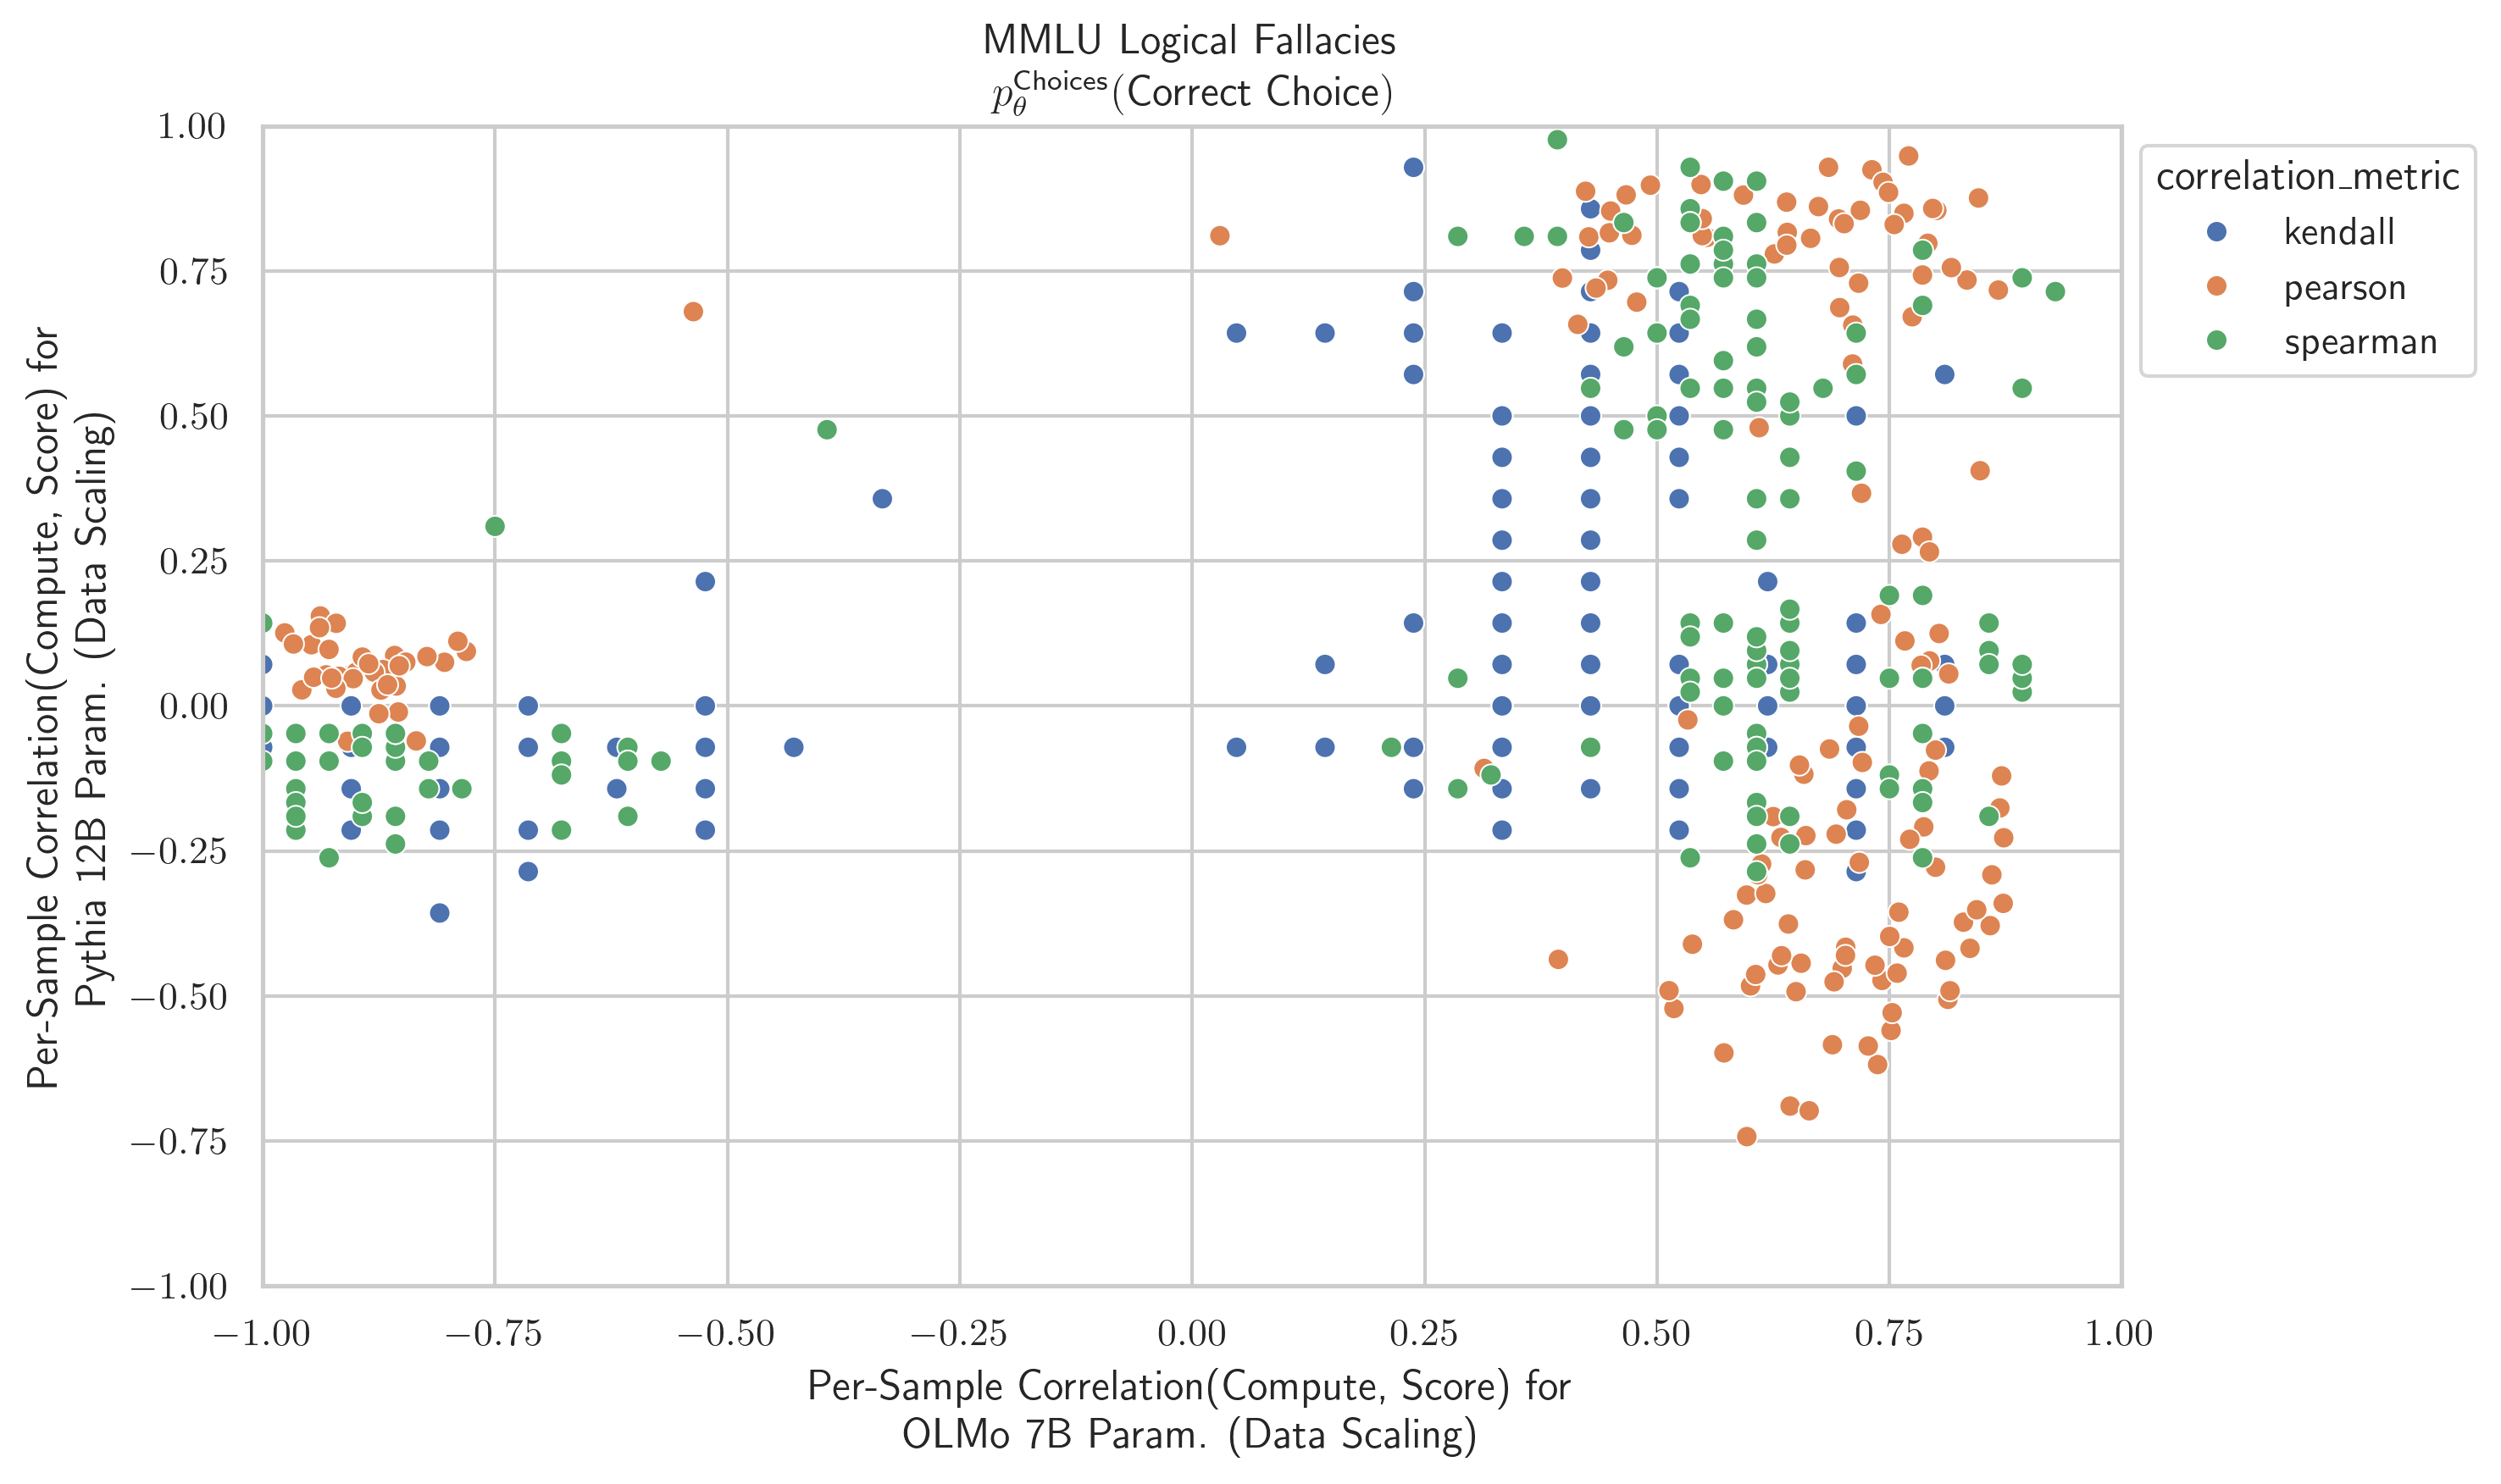 MMLU Logical Fallacies
p_θ^Choices(Correct Choice)
1.00
0.75
0.50
0.25
0.00
−0.25
−0.50
−0.75
−1.00
Per-Sample Correlation(Compute, Score) for
Pythia 12B Param. (Data Scaling)
correlation_metric
kendall
pearson
spearman
−1.00 −0.75 −0.50 −0.25 0.00 0.25 0.50 0.75 1.00
Per-Sample Correlation(Compute, Score) for
OLMo 7B Param. (Data Scaling)